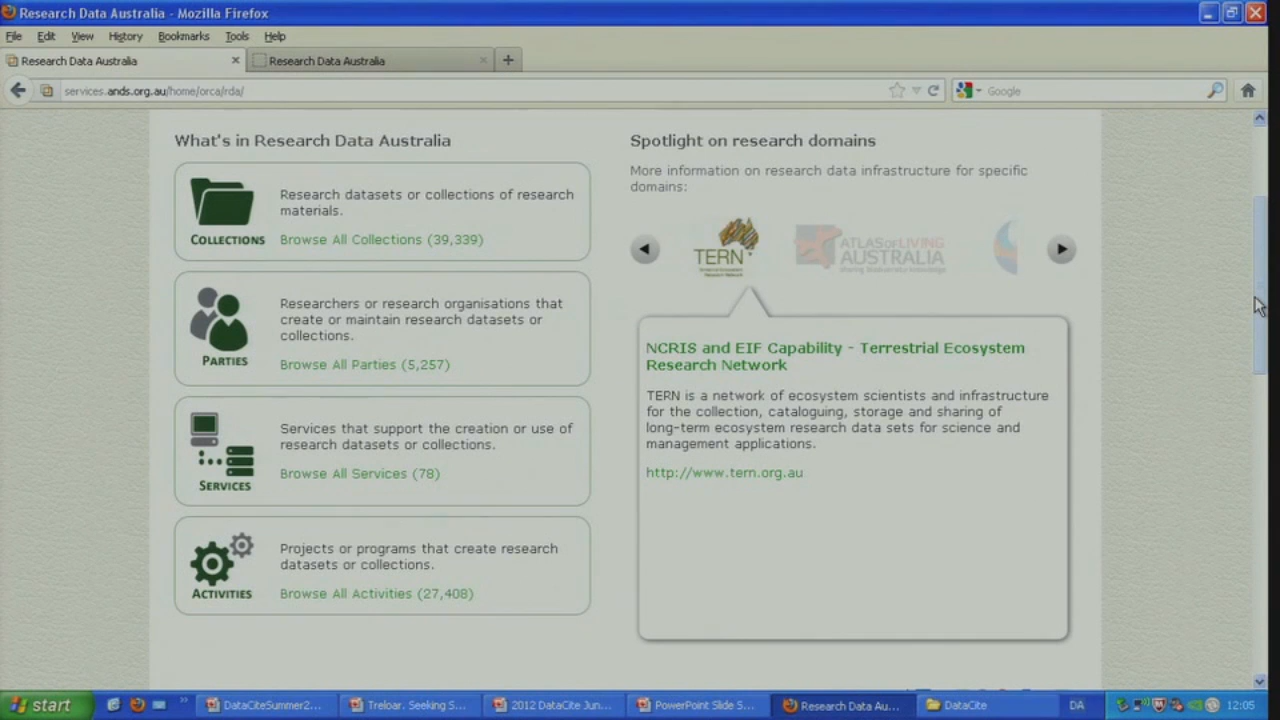 Research Data Australia - Mozilla Firefox
File Edit View History Bookmarks Tools Help
Research Data Australia
Research Data Australia
services.ands.org.au/home/orca/rda/
Google
What's in Research Data Australia
COLLECTIONS
Research datasets or collections of research
materials.
Browse All Collections (39,339)
PARTIES
Researchers or research organisations that
create or maintain research datasets or
collections.
Browse All Parties (5,257)
SERVICES
Services that support the creation or use of
research datasets or collections.
Browse All Services (78)
ACTIVITIES
Projects or programs that create research
datasets or collections.
Browse All Activities (27,408)
Spotlight on research domains
More information on research data infrastructure for specific
domains:
TERN
ATLAS OF LIVING
AUSTRALIA
sharing biodiversity knowledge
NCRIS and EIF Capability - Terrestrial Ecosystem
Research Network
TERN is a network of ecosystem scientists and infrastructure
for the collection, cataloguing, storage and sharing of
long-term ecosystem research data sets for science and
management applications.
http://www.tern.org.au
start
DataCiteSummer2...
Treloar. Seeking S...
2012 DataCite Jun...
PowerPoint Slide S...
Research Data Au...
DataCite
DA
12:05